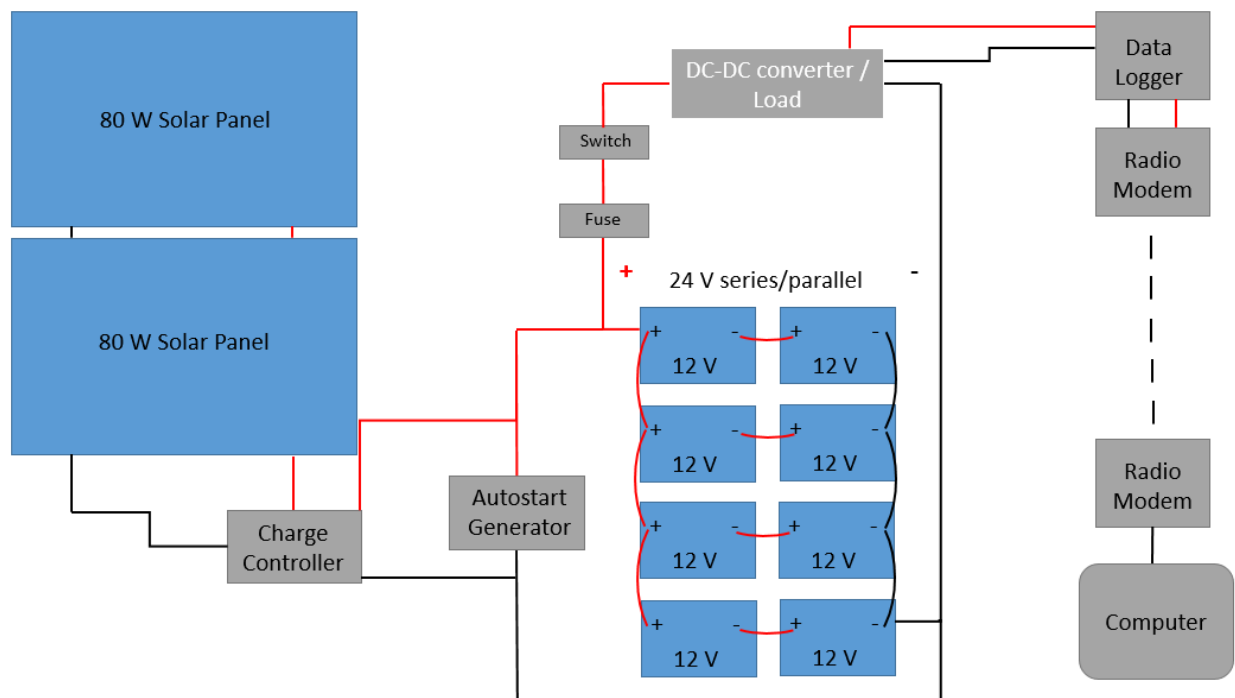 80 W Solar Panel
80 W Solar Panel
Charge
Controller
Autostart
Generator
DC-DC converter /
Load
Switch
Fuse
+
24 V series/parallel
-
+ - + -
12 V 12 V
+ - + -
12 V 12 V
+ - + -
12 V 12 V
+ - + -
12 V 12 V
Data
Logger
Radio
Modem
Radio
Modem
Computer